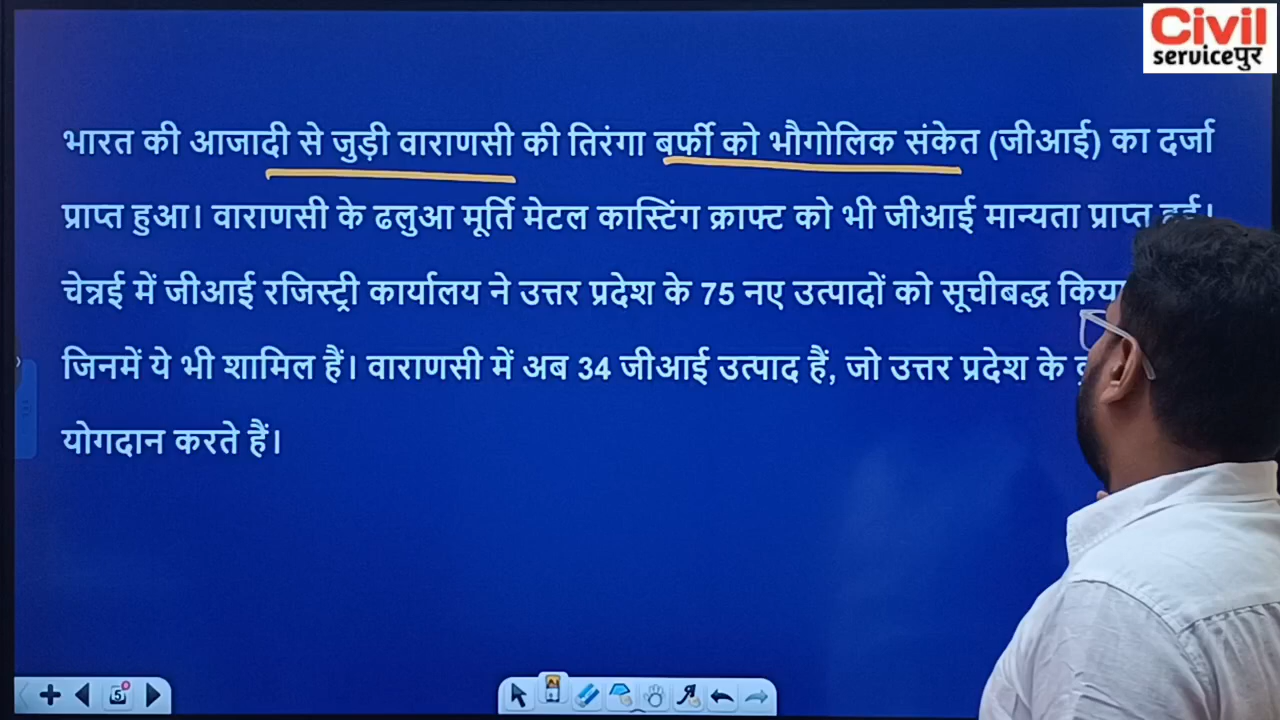 Civil
serviceपुर
भारत की आजादी से जुड़ी वाराणसी की तिरंगा बर्फी को भौगोलिक संकेत (जीआई) का दर्जा
प्राप्त हुआ। वाराणसी के ढलुआ मूर्ति मेटल कास्टिंग क्राफ्ट को भी जीआई मान्यता प्राप्त
चेन्नई में जीआई रजिस्ट्री कार्यालय ने उत्तर प्रदेश के 75 नए उत्पादों को सूचीबद्ध
जिनमें ये भी शामिल हैं। वाराणसी में अब 34 जीआई उत्पाद हैं, जो उत्तर प्रदेश के
योगदान करते हैं।
5